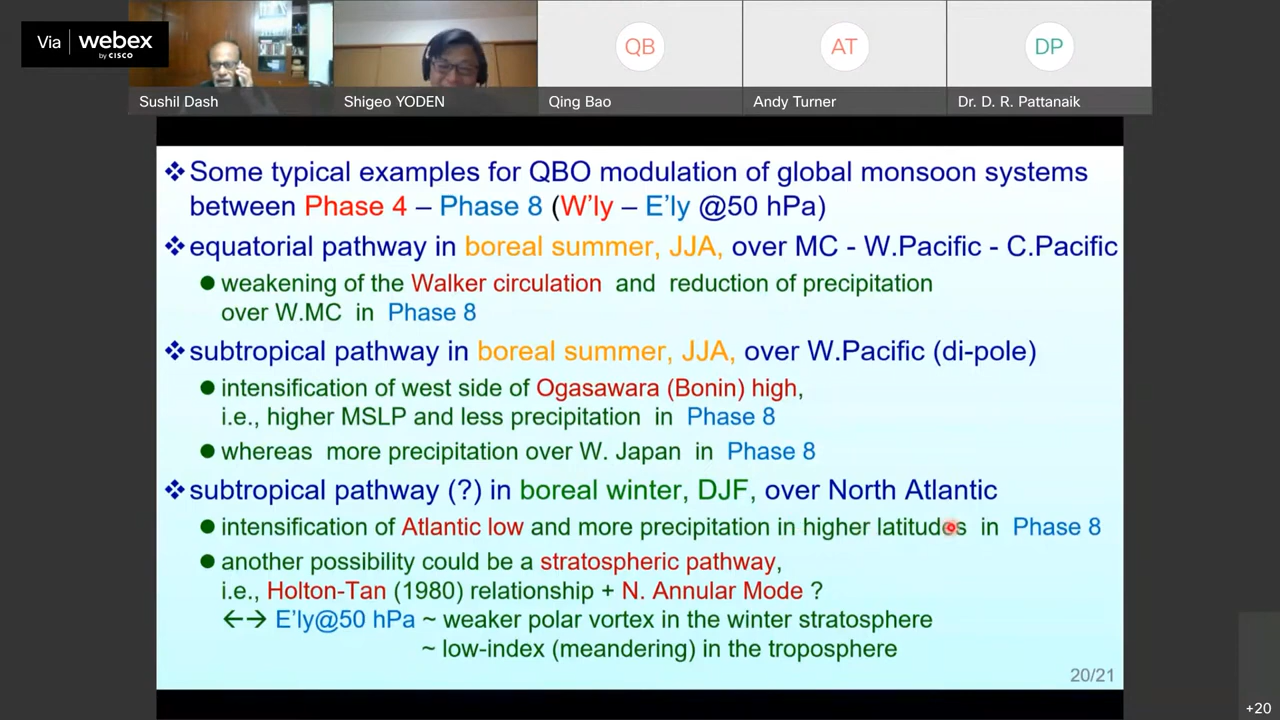 Via webex
by CISCO
Sushil Dash
Shigeo YODEN
QB
Qing Bao
AT
Andy Turner
DP
Dr. D. R. Pattanaik
❖Some typical examples for QBO modulation of global monsoon systems
between Phase 4 – Phase 8 (W'ly – E'ly @50 hPa)
❖equatorial pathway in boreal summer, JJA, over MC - W.Pacific - C.Pacific
●weakening of the Walker circulation and reduction of precipitation
over W.MC in Phase 8
❖subtropical pathway in boreal summer, JJA, over W.Pacific (di-pole)
●intensification of west side of Ogasawara (Bonin) high,
i.e., higher MSLP and less precipitation in Phase 8
●whereas more precipitation over W. Japan in Phase 8
❖subtropical pathway (?) in boreal winter, DJF, over North Atlantic
●intensification of Atlantic low and more precipitation in higher latitudes in Phase 8
●another possibility could be a stratospheric pathway,
i.e., Holton-Tan (1980) relationship + N. Annular Mode ?
←→ E'ly@50 hPa ~ weaker polar vortex in the winter stratosphere
~ low-index (meandering) in the troposphere
20/21
+20